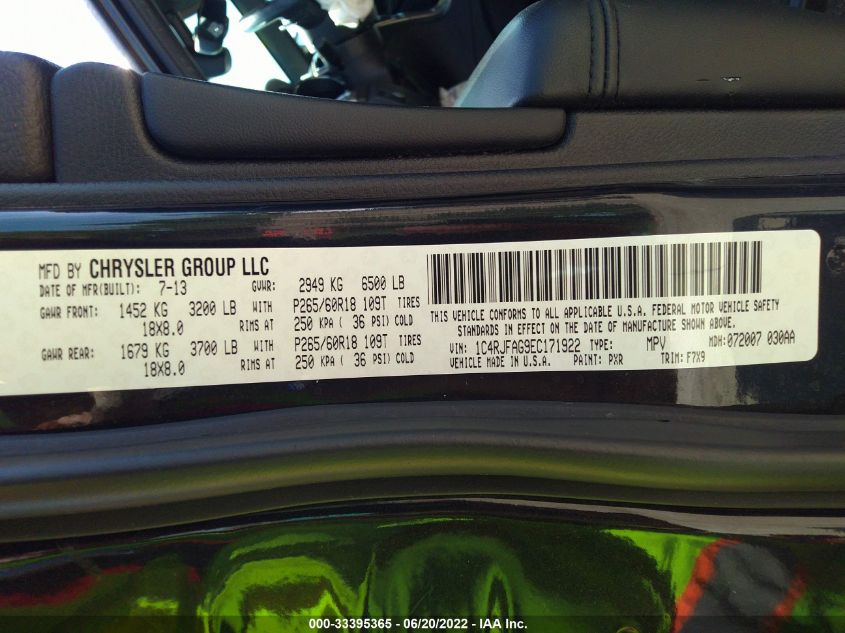 MFD BY CHRYSLER GROUP LLC
DATE OF MFR(BUILT): 7-13 GVWR: 2949 KG 6500 LB
GAWR FRONT: 1452 KG 3200 LB WITH P265/60R18 109T TIRES
18X8.0 RIMS AT 250 KPA ( 36 PSI) COLD
GAWR REAR: 1679 KG 3700 LB WITH P265/60R18 109T TIRES
18X8.0 RIMS AT 250 KPA ( 36 PSI) COLD
THIS VEHICLE CONFORMS TO ALL APPLICABLE U.S.A. FEDERAL MOTOR VEHICLE SAFETY
STANDARDS IN EFFECT ON THE DATE OF MANUFACTURE SHOWN ABOVE.
VIN: 1C4RJFAG9EC171922 TYPE: MPV MDH: 072007 030AA
VEHICLE MADE IN U.S.A. PAINT: PXR TRIM: F7X9
000-33395365 - 06/20/2022 - IAA Inc.